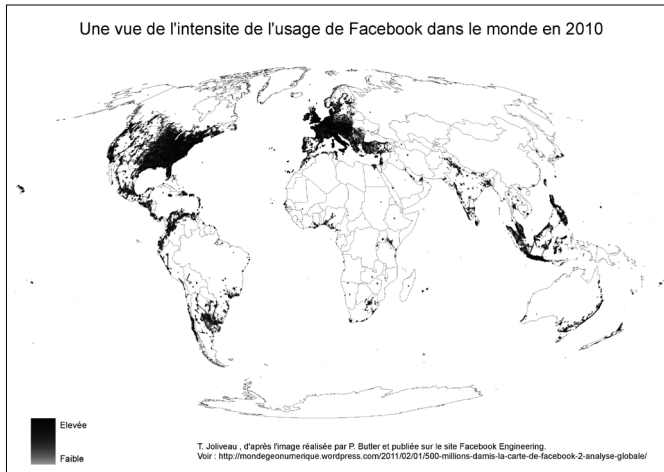 Une vue de l'intensite de l'usage de Facebook dans le monde en 2010
Elevée
Faible
T. Joliveau , d'après l'image réalisée par P. Butler et publiée sur le site Facebook Engineering.
Voir : http://mondegeonumerique.wordpress.com/2011/02/01/500-millions-damis-la-carte-de-facebook-2-analyse-globale/